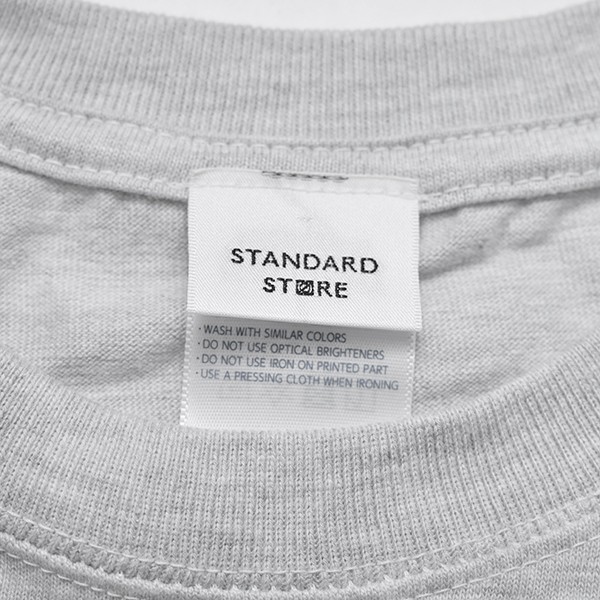 STANDARD
STORE
· WASH WITH SIMILAR COLORS
· DO NOT USE OPTICAL BRIGHTENERS
· DO NOT USE IRON ON PRINTED PART
· USE A PRESSING CLOTH WHEN IRONING